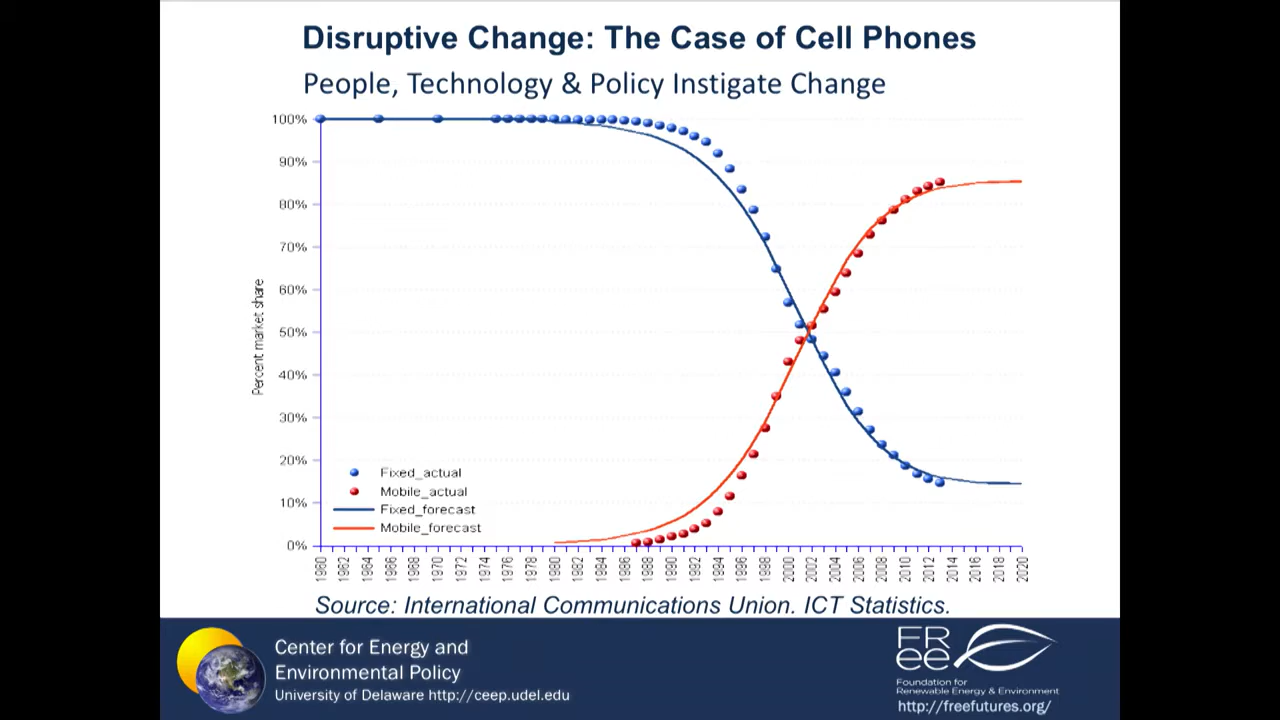 Disruptive Change: The Case of Cell Phones
People, Technology & Policy Instigate Change
100%
90%
80%
70%
60%
50%
40%
30%
20%
10%
0%
Percent market share
Fixed_actual
Mobile_actual
Fixed_forecast
Mobile_forecast
1960 1962 1964 1966 1968 1970 1972 1974 1976 1978 1980 1982 1984 1986 1988 1990 1992 1994 1996 1998 2000 2002 2004 2006 2008 2010 2012 2014 2016 2018 2020
Source: International Communications Union. ICT Statistics.
Center for Energy and
Environmental Policy
University of Delaware http://ceep.udel.edu
FR
ee
Foundation for
Renewable Energy & Environment
http://freefutures.org/